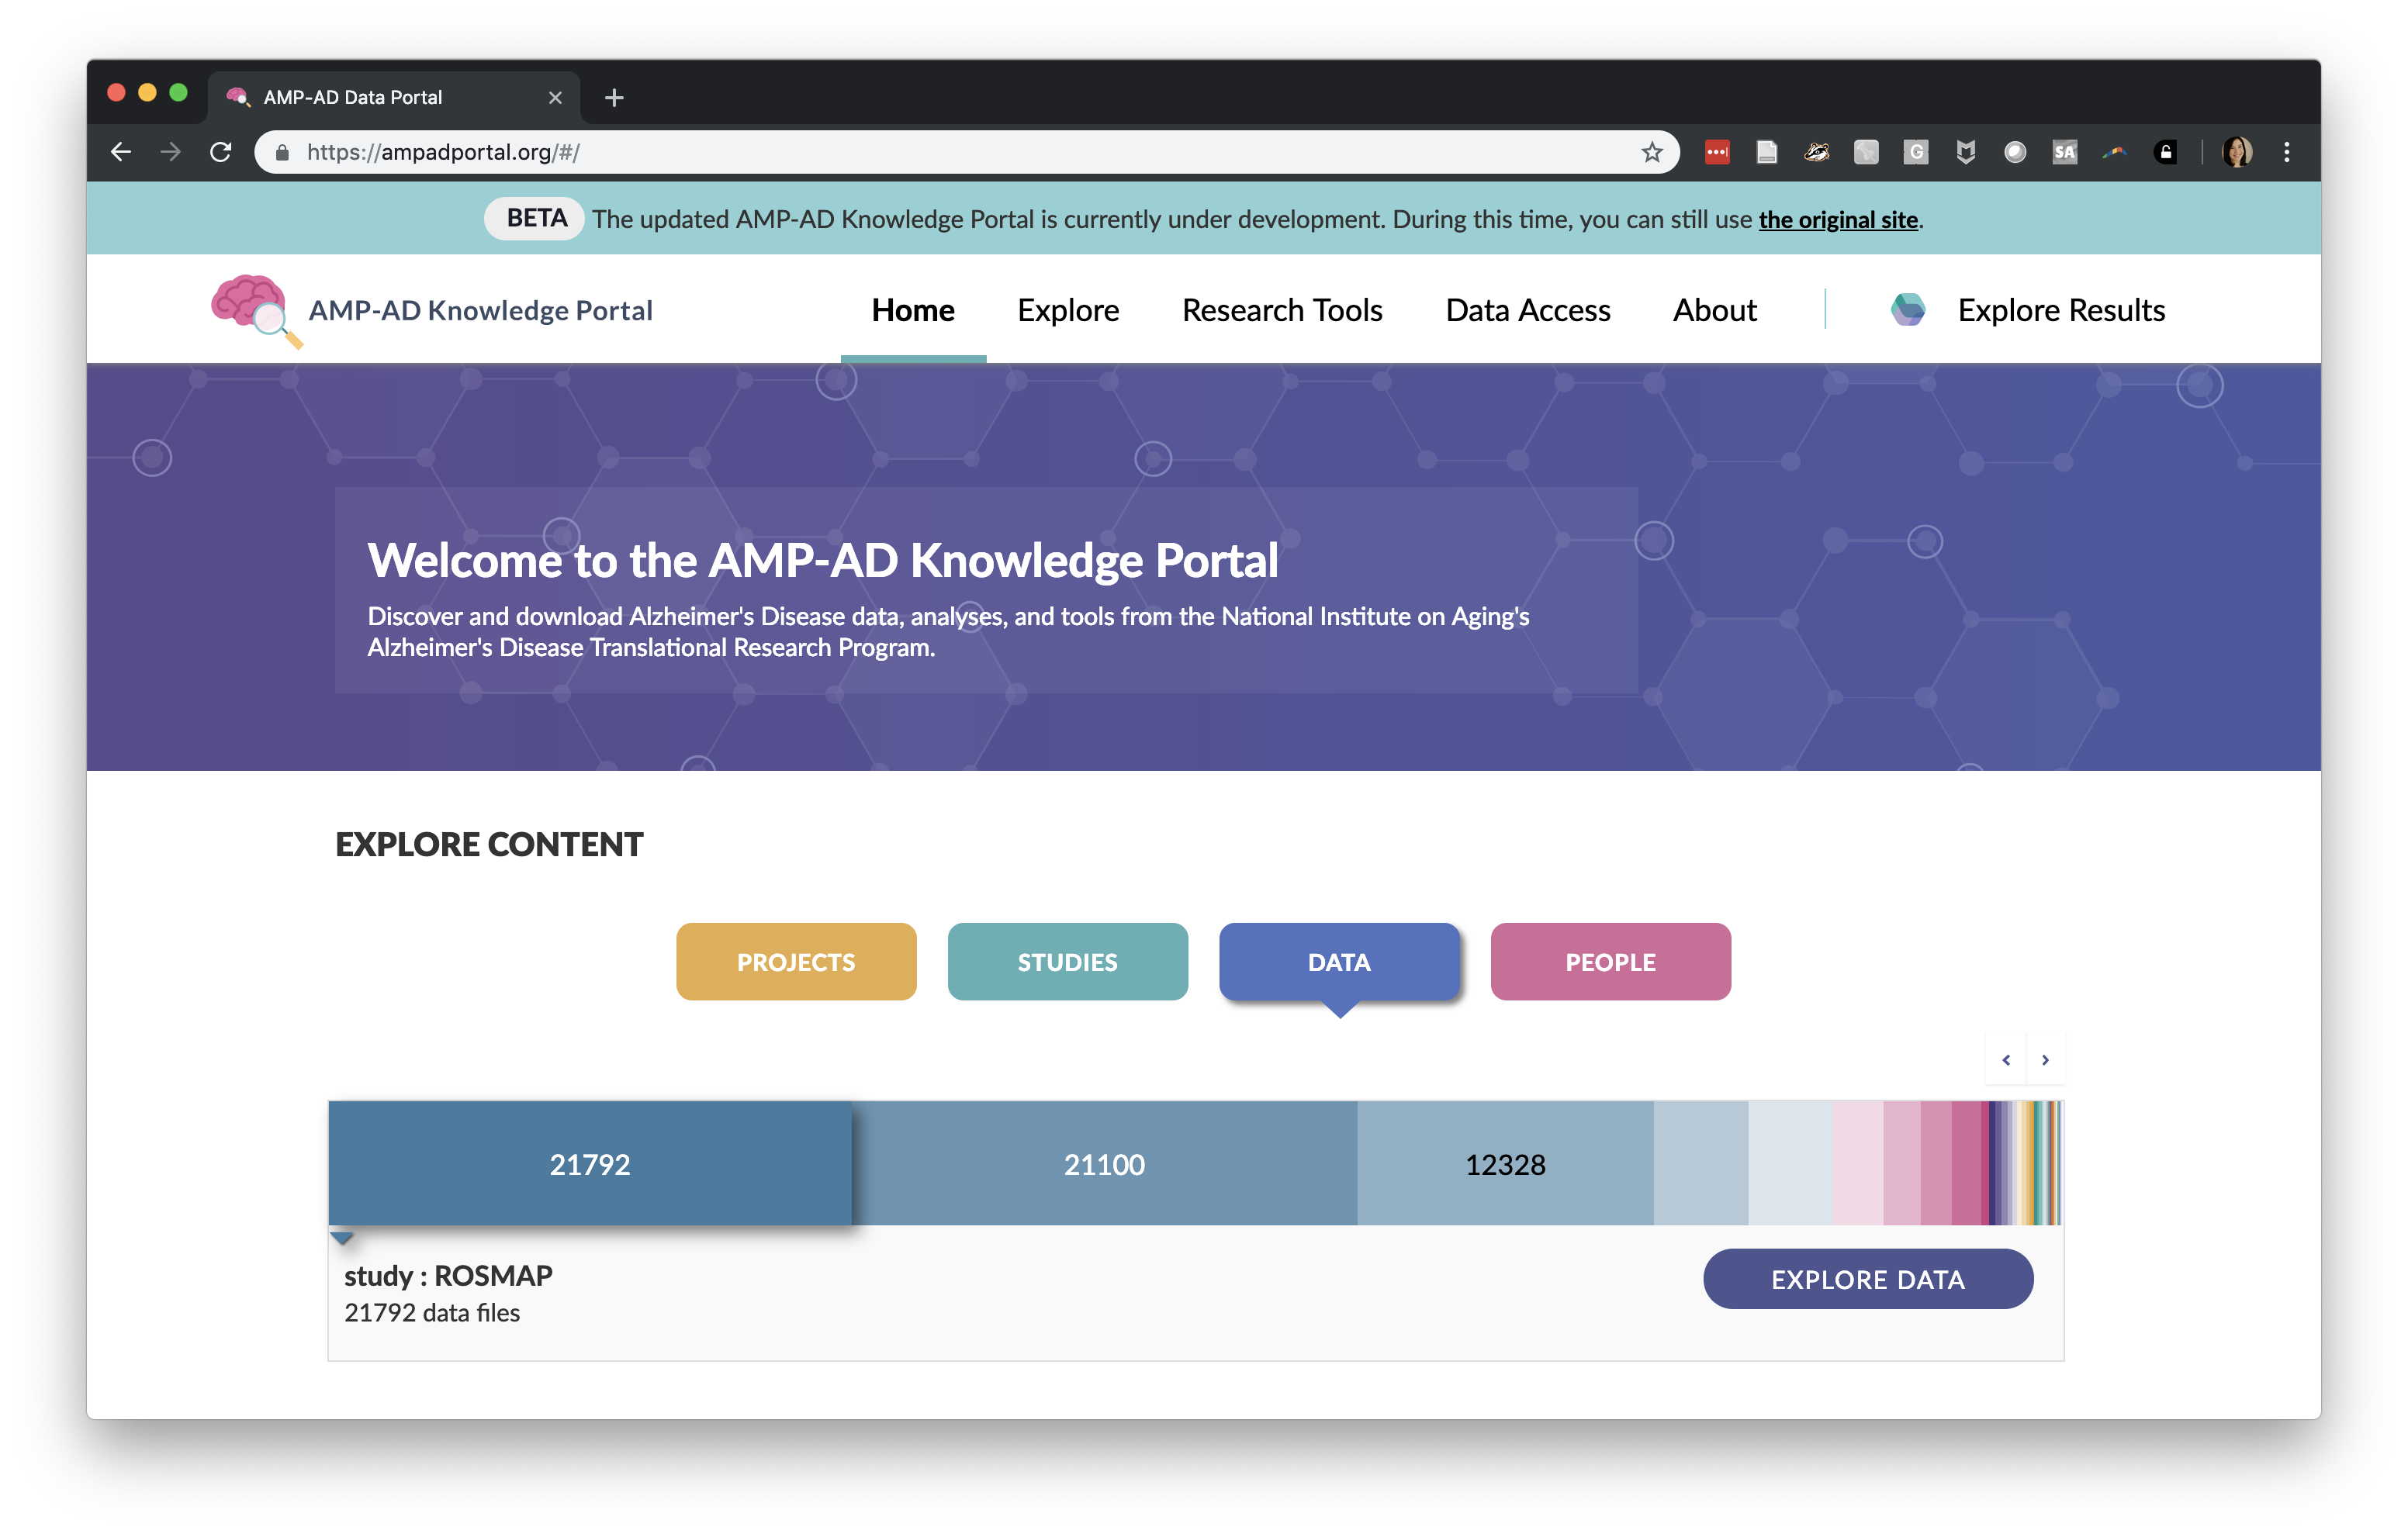 AMP-AD Data Portal
https://ampadportal.org/#/
G
SA
BETA The updated AMP-AD Knowledge Portal is currently under development. During this time, you can still use the original site.
AMP-AD Knowledge Portal
Home Explore Research Tools Data Access About Explore Results
Welcome to the AMP-AD Knowledge Portal
Discover and download Alzheimer's Disease data, analyses, and tools from the National Institute on Aging's
Alzheimer's Disease Translational Research Program.
EXPLORE CONTENT
PROJECTS STUDIES DATA PEOPLE
21792 21100 12328
study : ROSMAP
21792 data files
EXPLORE DATA